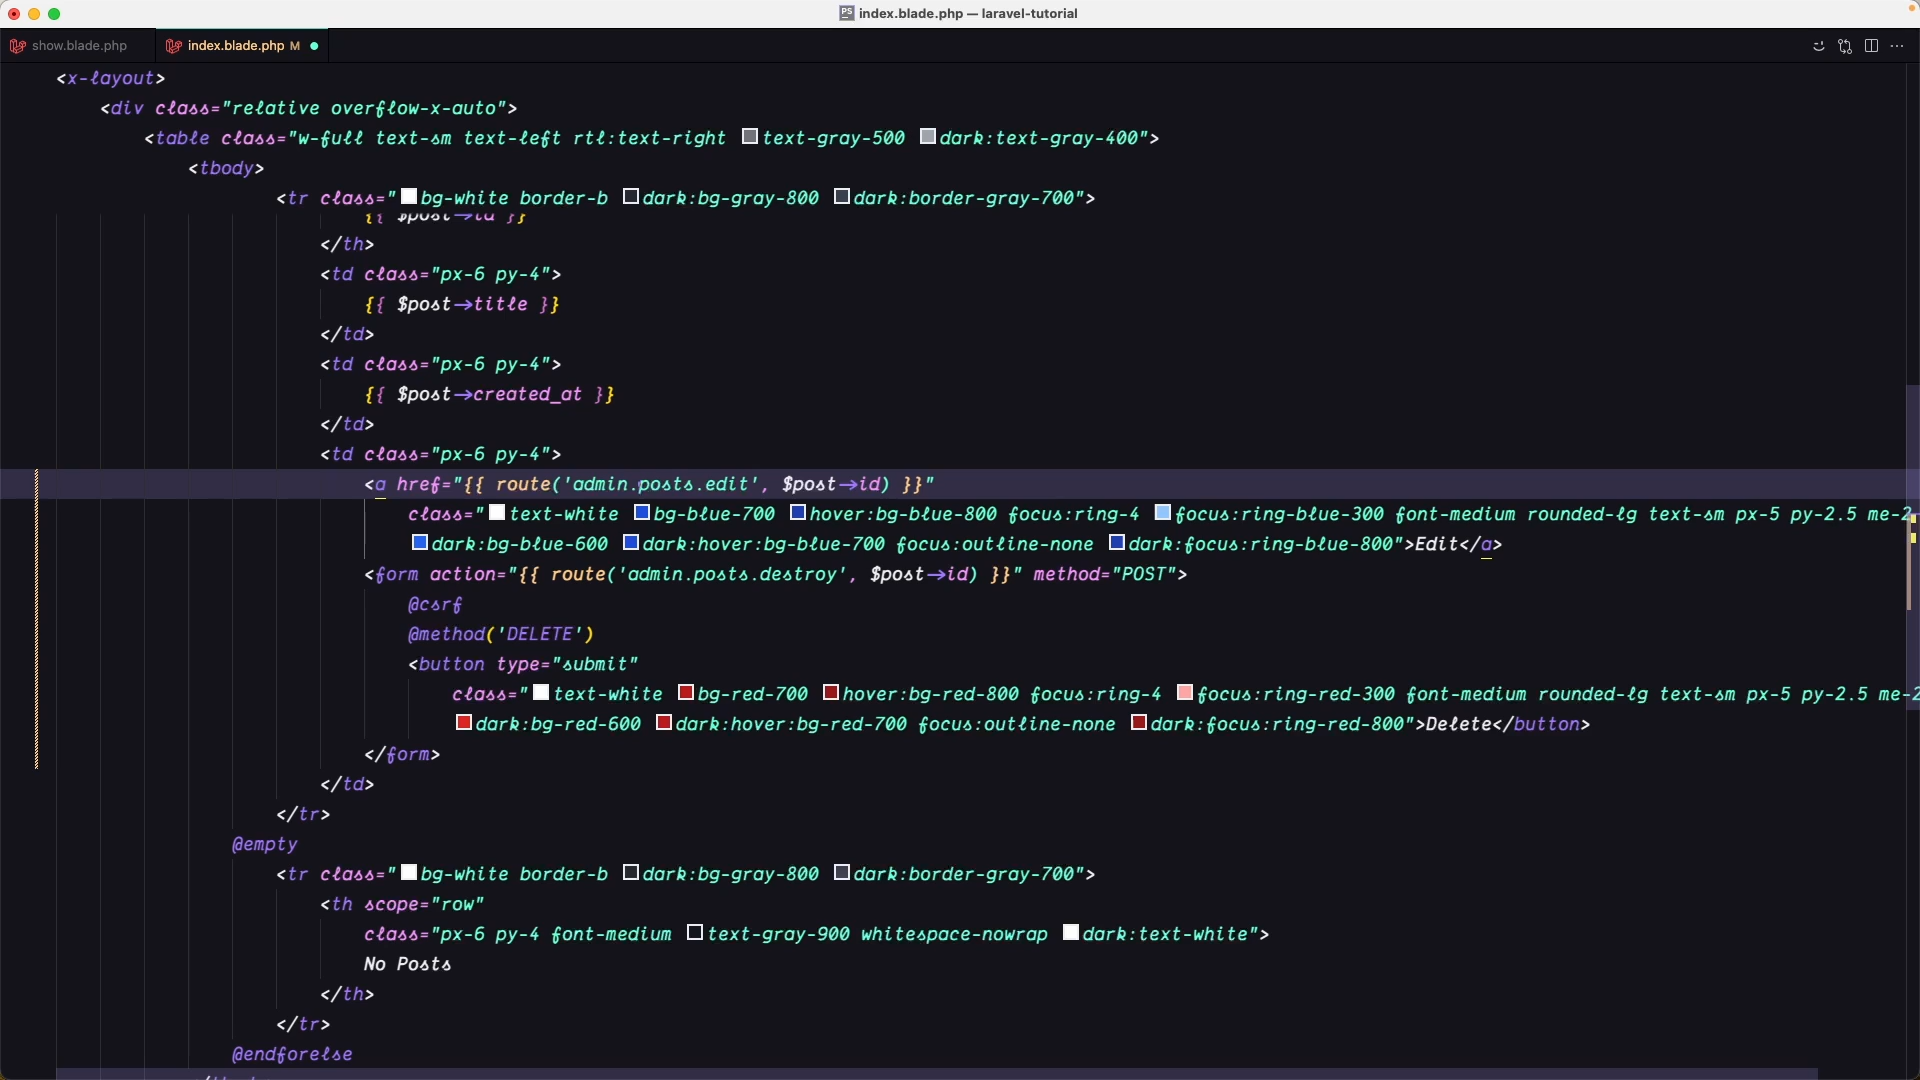 index.blade.php — laravel-tutorial
show.blade.php
index.blade.php M
<x-layout>
<div class="relative overflow-x-auto">
<table class="w-full text-sm text-left rtl:text-right text-gray-500 dark:text-gray-400">
<tbody>
<tr class="bg-white border-b dark:bg-gray-800 dark:border-gray-700">
{{ $post->id }}
</th>
<td class="px-6 py-4">
{{ $post->title }}
</td>
<td class="px-6 py-4">
{{ $post->created_at }}
</td>
<td class="px-6 py-4">
<a href="{{ route('admin.posts.edit', $post->id) }}"
class="text-white bg-blue-700 hover:bg-blue-800 focus:ring-4 focus:ring-blue-300 font-medium rounded-lg text-sm px-5 py-2.5 me-2
dark:bg-blue-600 dark:hover:bg-blue-700 focus:outline-none dark:focus:ring-blue-800">Edit</a>
<form action="{{ route('admin.posts.destroy', $post->id) }}" method="POST">
@csrf
@method('DELETE')
<button type="submit"
class="text-white bg-red-700 hover:bg-red-800 focus:ring-4 focus:ring-red-300 font-medium rounded-lg text-sm px-5 py-2.5 me-2
dark:bg-red-600 dark:hover:bg-red-700 focus:outline-none dark:focus:ring-red-800">Delete</button>
</form>
</td>
</tr>
@empty
<tr class="bg-white border-b dark:bg-gray-800 dark:border-gray-700">
<th scope="row"
class="px-6 py-4 font-medium text-gray-900 whitespace-nowrap dark:text-white">
No Posts
</th>
</tr>
@endforelse